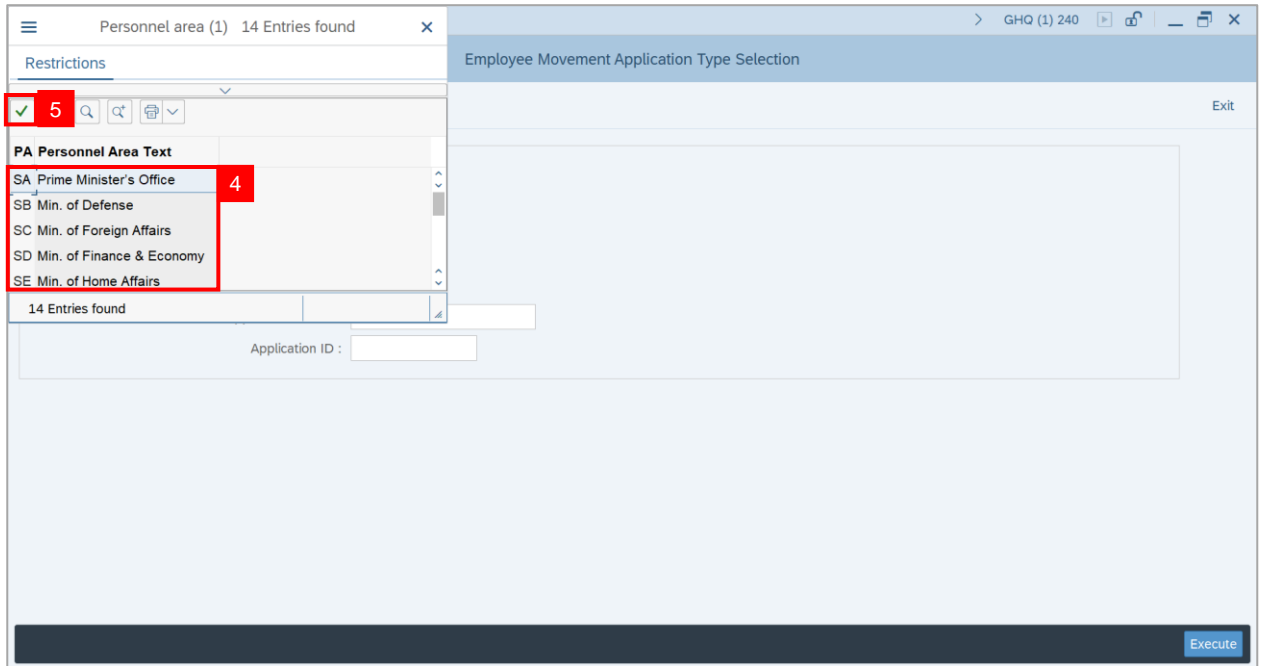 Personnel area (1) 14 Entries found
GHQ (1) 240
Restrictions
Employee Movement Application Type Selection
5
Exit
PA Personnel Area Text
SA Prime Minister's Office
4
SB Min. of Defense
SC Min. of Foreign Affairs
SD Min. of Finance & Economy
SE Min. of Home Affairs
14 Entries found
Application ID :
Execute